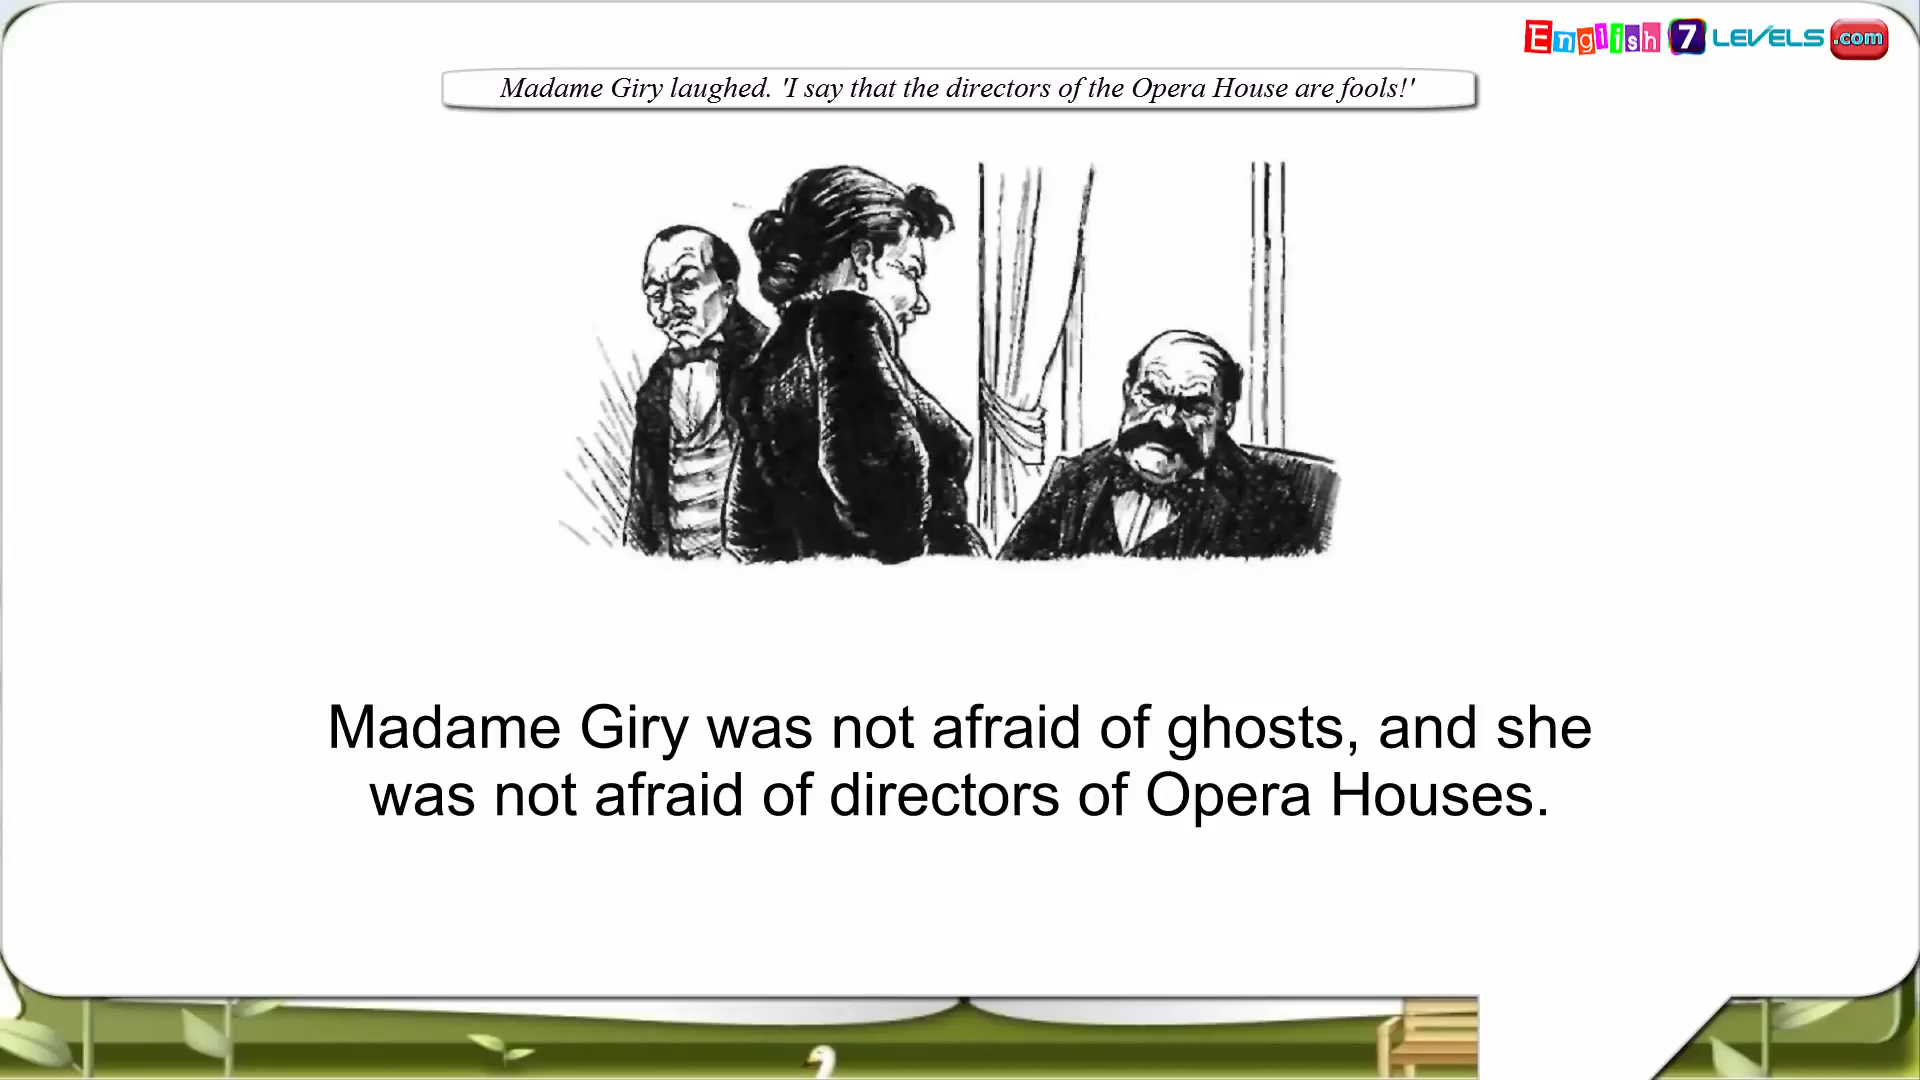 English 7 LEVELS .com
Madame Giry laughed. 'I say that the directors of the Opera House are fools!'
Madame Giry was not afraid of ghosts, and she
was not afraid of directors of Opera Houses.